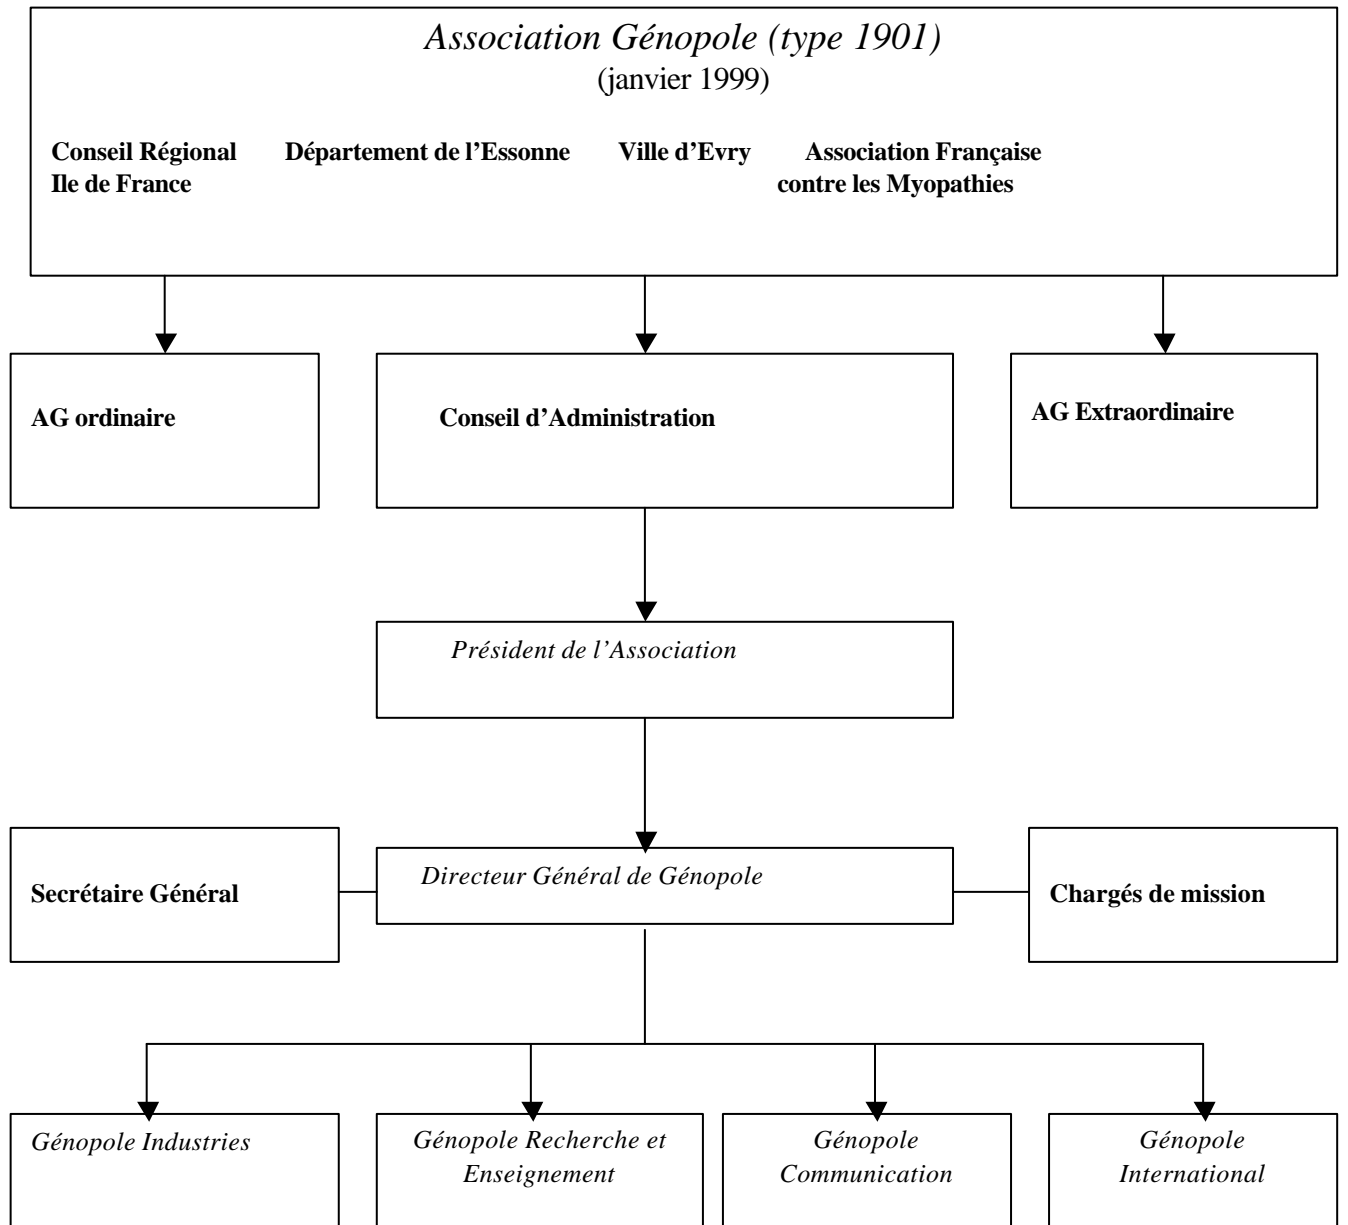 Association Génopole (type 1901)
(janvier 1999)
Conseil Régional Département de l’Essonne Ville d’Evry Association Française
Ile de France contre les Myopathies
AG ordinaire
Conseil d’Administration
AG Extraordinaire
Président de l’Association
Secrétaire Général
Directeur Général de Génopole
Chargés de mission
Génopole Industries
Génopole Recherche et
Enseignement
Génopole
Communication
Génopole
International